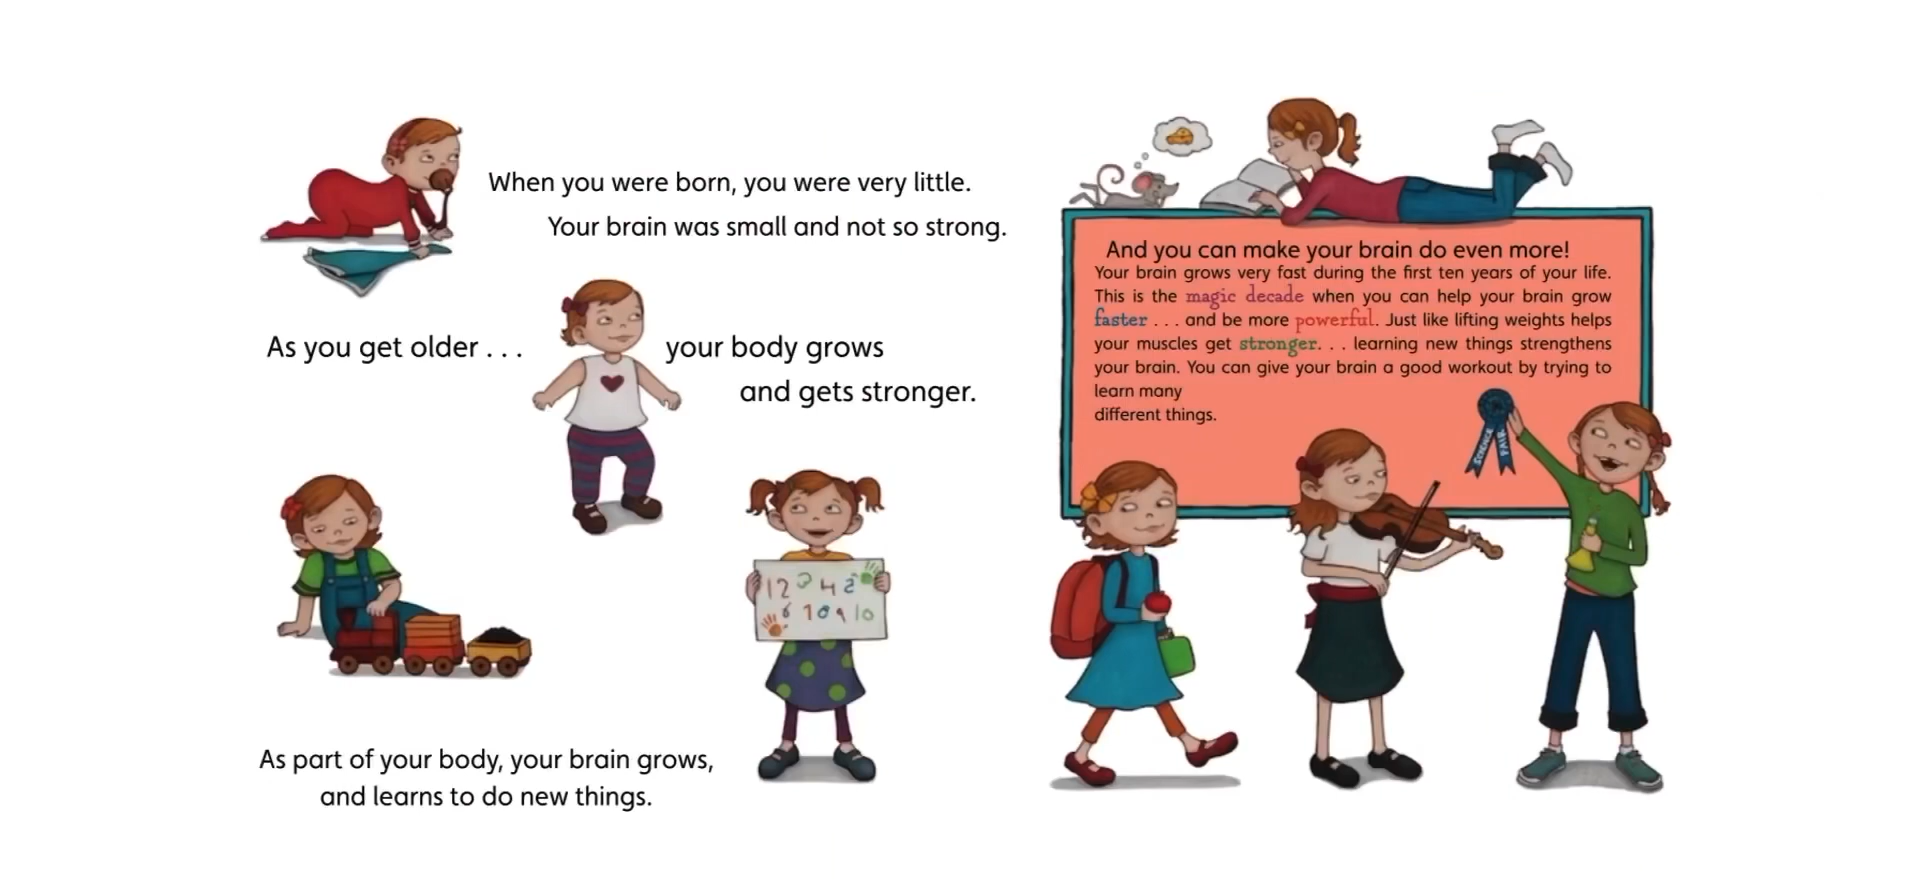 When you were born, you were very little.
Your brain was small and not so strong.
As you get older . . .
your body grows
and gets stronger.
As part of your body, your brain grows,
and learns to do new things.
And you can make your brain do even more!
Your brain grows very fast during the first ten years of your life.
This is the magic decade when you can help your brain grow
faster . . . and be more powerful. Just like lifting weights helps
your muscles get stronger. . . learning new things strengthens
your brain. You can give your brain a good workout by trying to
learn many
different things.
SCIENCE
FAIR